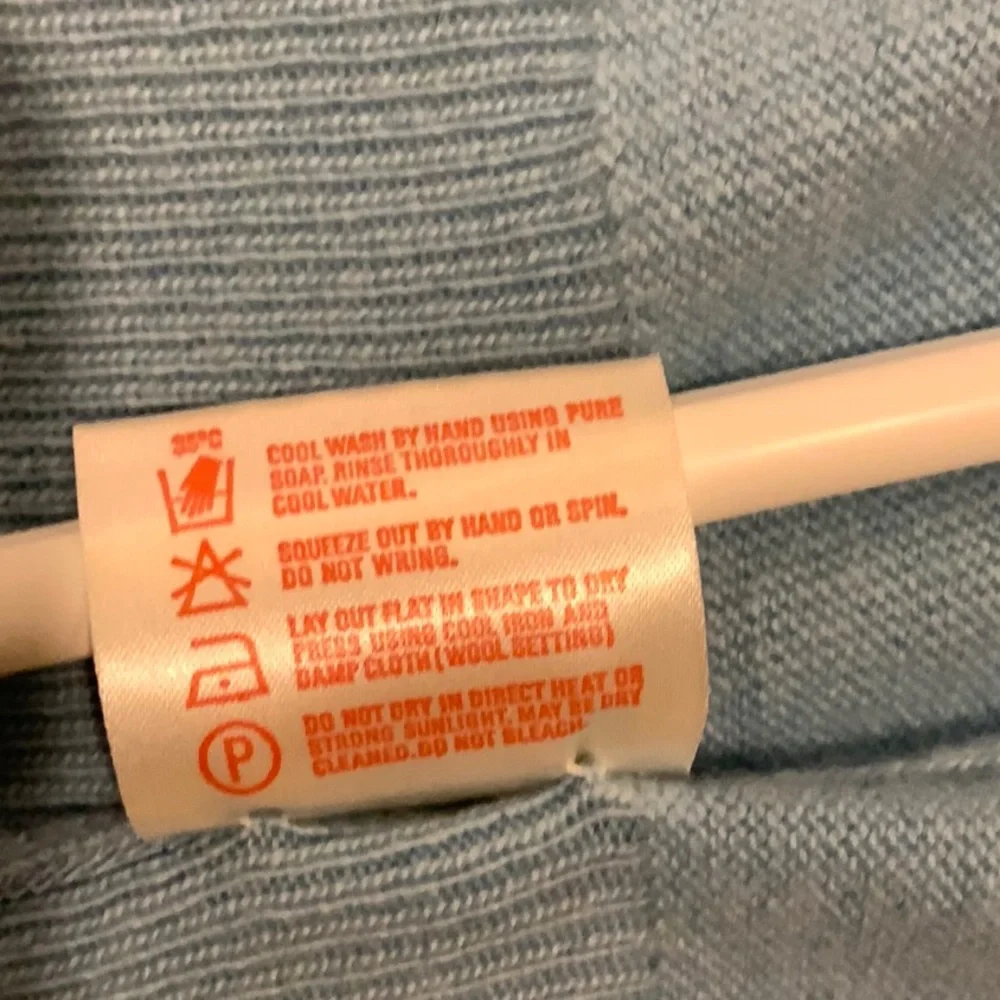 35°C
COOL WASH BY HAND USING PURE
SOAP. RINSE THOROUGHLY IN
COOL WATER.
SQUEEZE OUT BY HAND OR SPIN.
DO NOT WRING.
LAY OUT FLAT IN SHAPE TO DRY
PRESS USING COOL IRON AND
DAMP CLOTH (WOOL SETTING)
DO NOT DRY IN DIRECT HEAT OR
STRONG SUNLIGHT. MAY BE DRY
CLEANED. DO NOT BLEACH
P